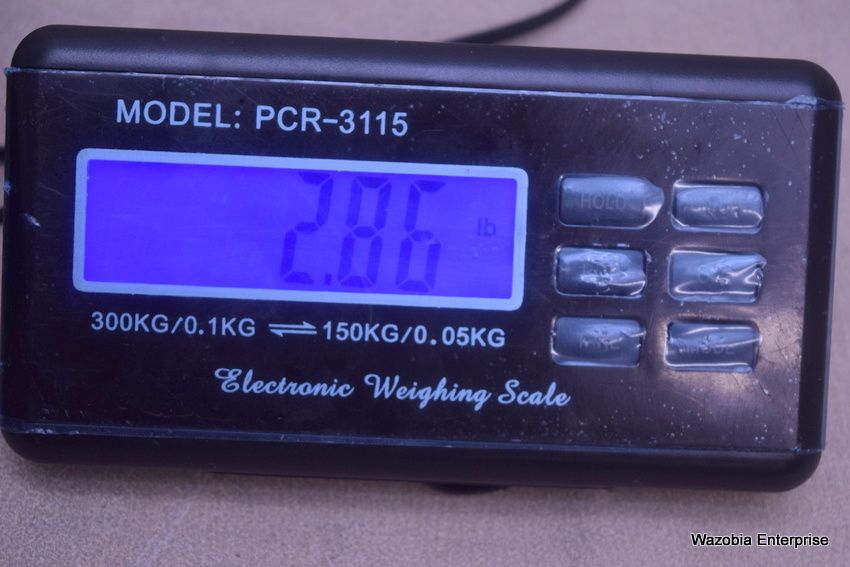 MODEL: PCR-3115
2.86 lb
HOLD
300KG/0.1KG ⇌ 150KG/0.05KG
Electronic Weighing Scale
Wazobia Enterprise